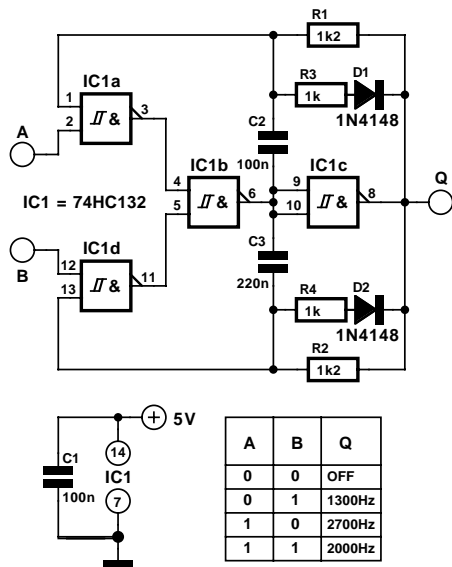 R1
1k2
IC1a
R3
D1
1
3
1k
2
1N4148
A
C2
100n
IC1b
IC1c
Q
IC1 = 74HC132
4
6
9
8
5
10
&
&
&
&
IC1d
C3
B
12
11
220n
13
R4
D2
1k
1N4148
R2
1k2
5V
C1
14
IC1
100n
7
A B Q
0 0 OFF
0 1 1300Hz
1 0 2700Hz
1 1 2000Hz